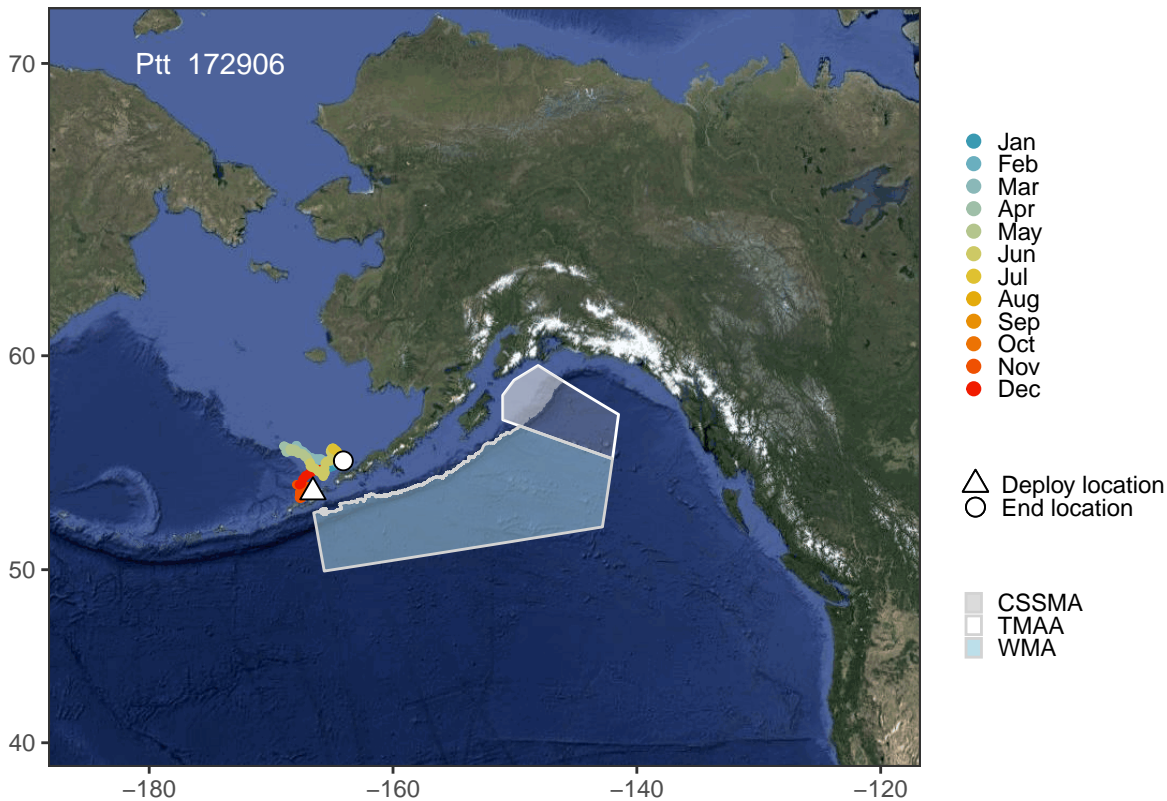 Ptt 172906
70
60
50
40
−180
−160
−140
−120
Jan
Feb
Mar
Apr
May
Jun
Jul
Aug
Sep
Oct
Nov
Dec
Deploy location
End location
CSSMA
TMAA
WMA